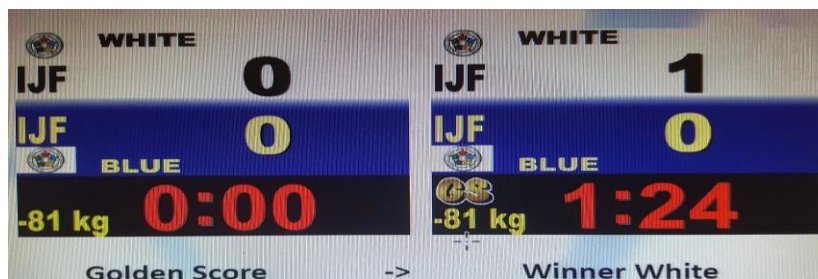 WHITE
IJF 0
IJF 0
BLUE
-81 kg 0:00
WHITE
IJF 1
IJF 0
BLUE
GS
-81 kg 1:24
Golden Score -> Winner White